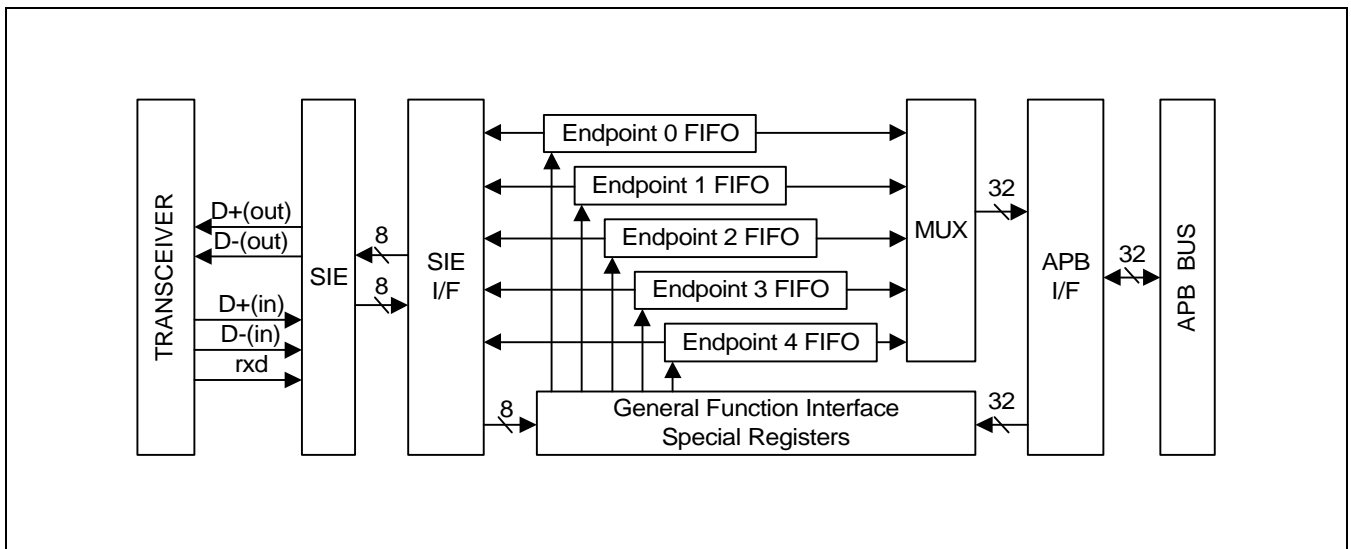 TRANSCEIVER
D+(out)
D-(out)
D+(in)
D-(in)
rxd
SIE
8
8
SIE
I/F
Endpoint 0 FIFO
Endpoint 1 FIFO
Endpoint 2 FIFO
Endpoint 3 FIFO
Endpoint 4 FIFO
8
General Function Interface
Special Registers
MUX
32
32
APB
I/F
32
APB BUS